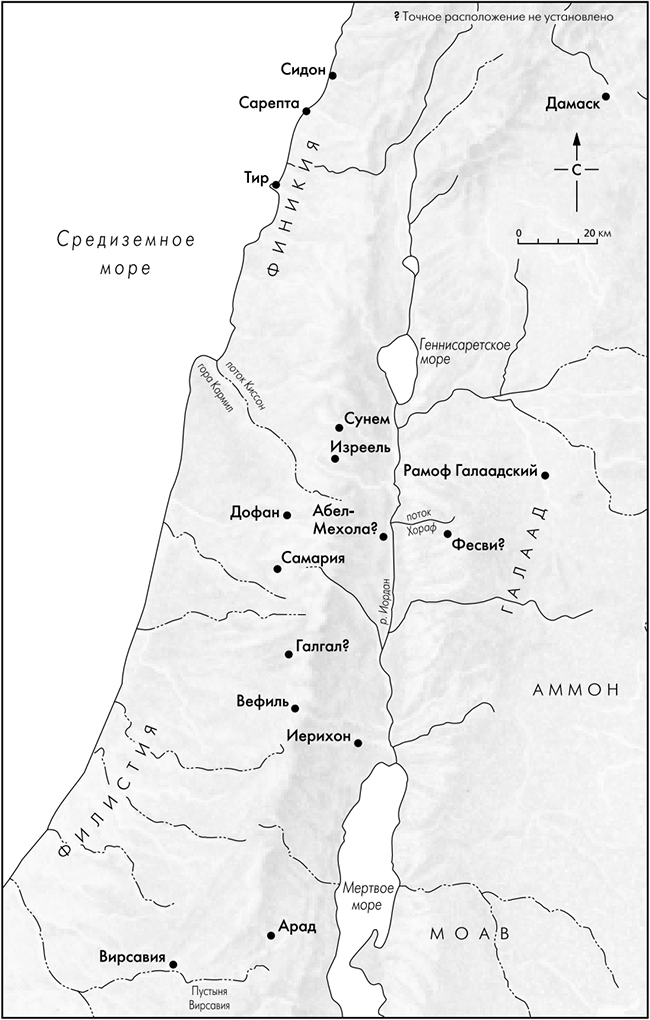 ? Точное расположение не установлено
Сидон
Сарепта
Дамаск
С
Тир
ФИНИКИЯ
0 20 км
Средиземное
море
Геннисаретское
море
поток Киссон
гора Кармил
Сунем
Изреель
Рамоф Галаадский
Дофан
Абел-
Мехола?
поток
Хораф
Фесви?
ГАЛААД
Самария
р. Иордан
Галгал?
АММОН
Вефиль
Иерихон
ФИЛИСТИЯ
Мертвое
море
Арад
МОАВ
Вирсавия
Пустыня
Вирсавия